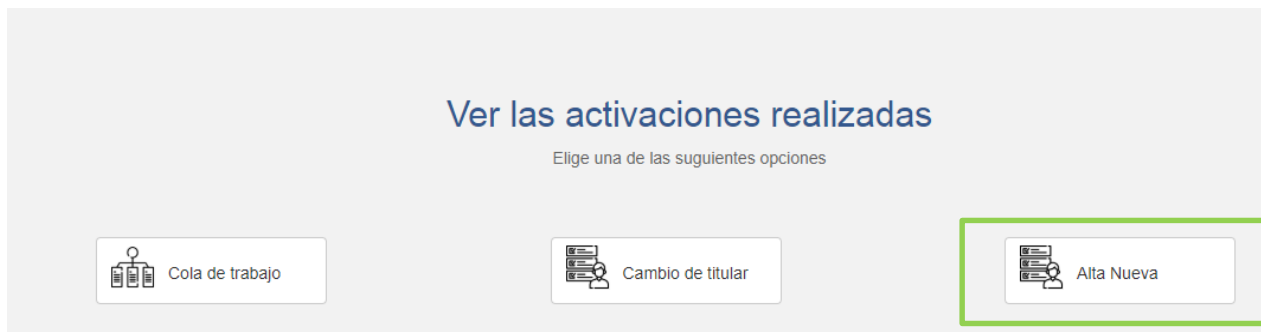 Ver las activaciones realizadas
Elige una de las suguientes opciones
Cola de trabajo
Cambio de titular
Alta Nueva